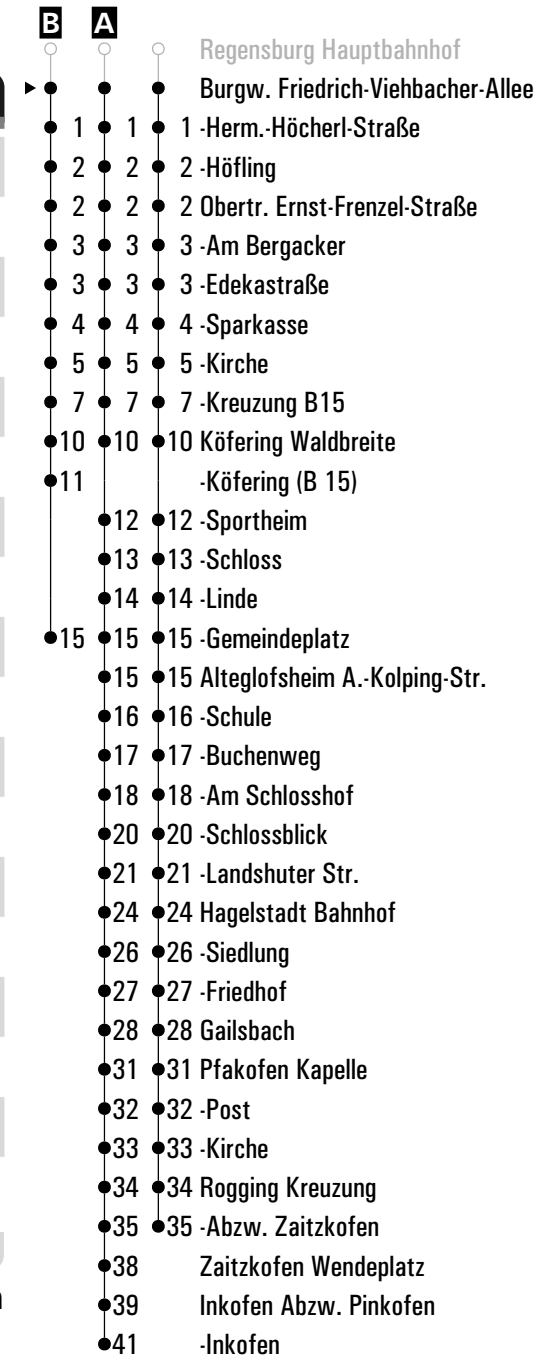 B A
Regensburg Hauptbahnhof
Burgw. Friedrich-Viehbacher-Allee
1 1 1 -Herm.-Höcherl-Straße
2 2 2 -Höfling
2 2 2 Obertr. Ernst-Frenzel-Straße
3 3 3 -Am Bergacker
3 3 3 -Edekastraße
4 4 4 -Sparkasse
5 5 5 -Kirche
7 7 7 -Kreuzung B15
10 10 10 Köfering Waldbreite
11 -Köfering (B 15)
12 12 -Sportheim
13 13 -Schloss
14 14 -Linde
15 15 15 -Gemeindeplatz
15 15 Alteglofsheim A.-Kolping-Str.
16 16 -Schule
17 17 -Buchenweg
18 18 -Am Schlosshof
20 20 -Schlossblick
21 21 -Landshuter Str.
24 24 Hagelstadt Bahnhof
26 26 -Siedlung
27 27 -Friedhof
28 28 Gailsbach
31 31 Pfakofen Kapelle
32 32 -Post
33 33 -Kirche
34 34 Rogging Kreuzung
35 35 -Abzw. Zaitzkofen
38 Zaitzkofen Wendeplatz
39 Inkofen Abzw. Pinkofen
41 -Inkofen